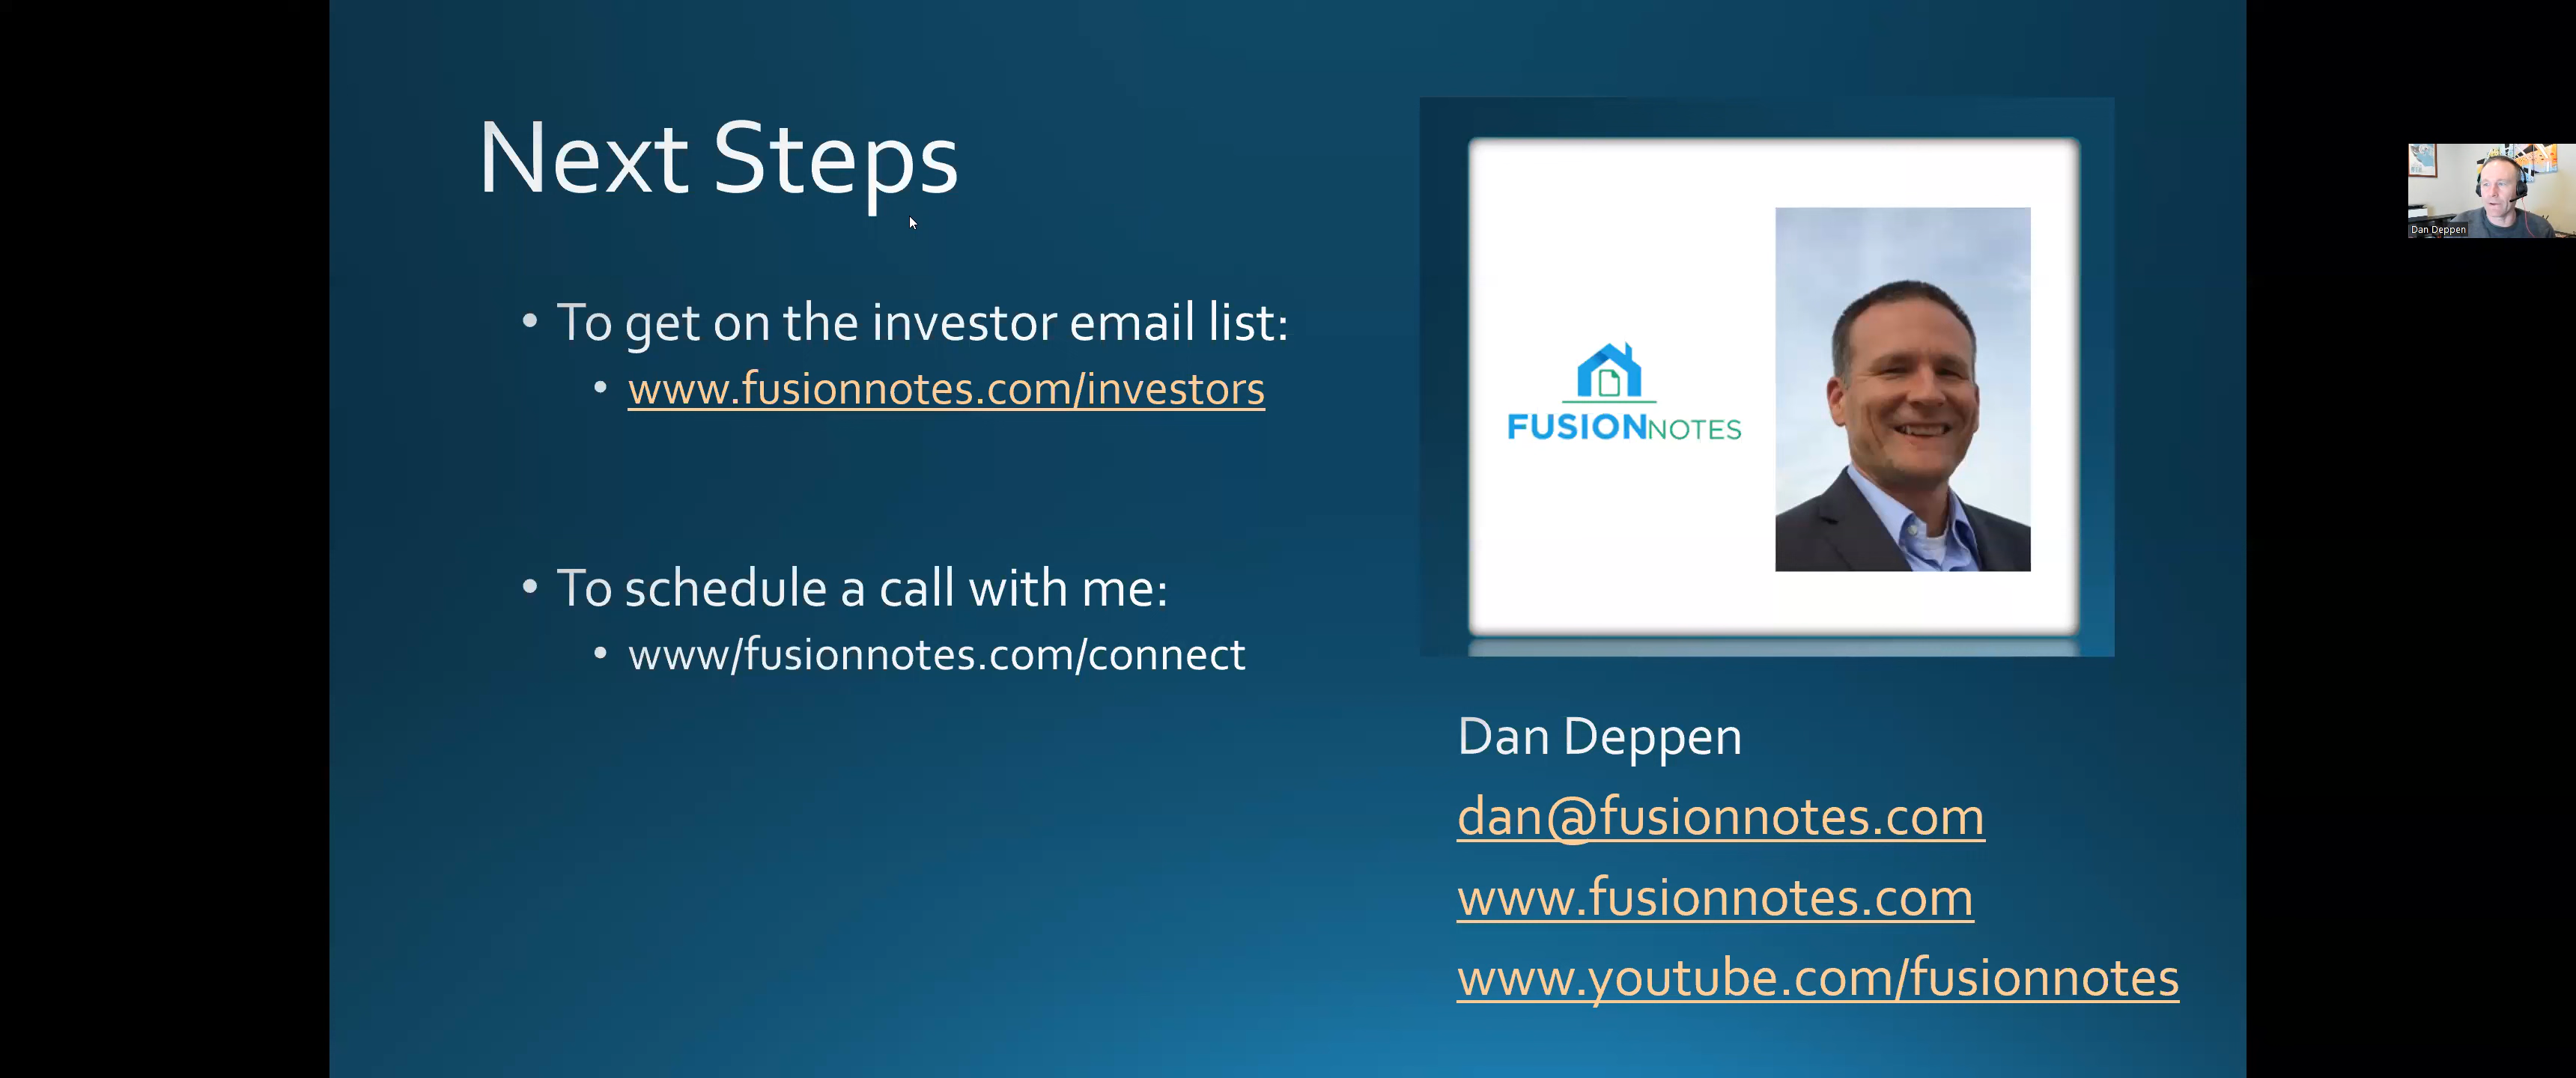 Next Steps
• To get on the investor email list:
• www.fusionnotes.com/investors
• To schedule a call with me:
• www/fusionnotes.com/connect
FUSIONNOTES
Dan Deppen
dan@fusionnotes.com
www.fusionnotes.com
www.youtube.com/fusionnotes
Dan Deppen